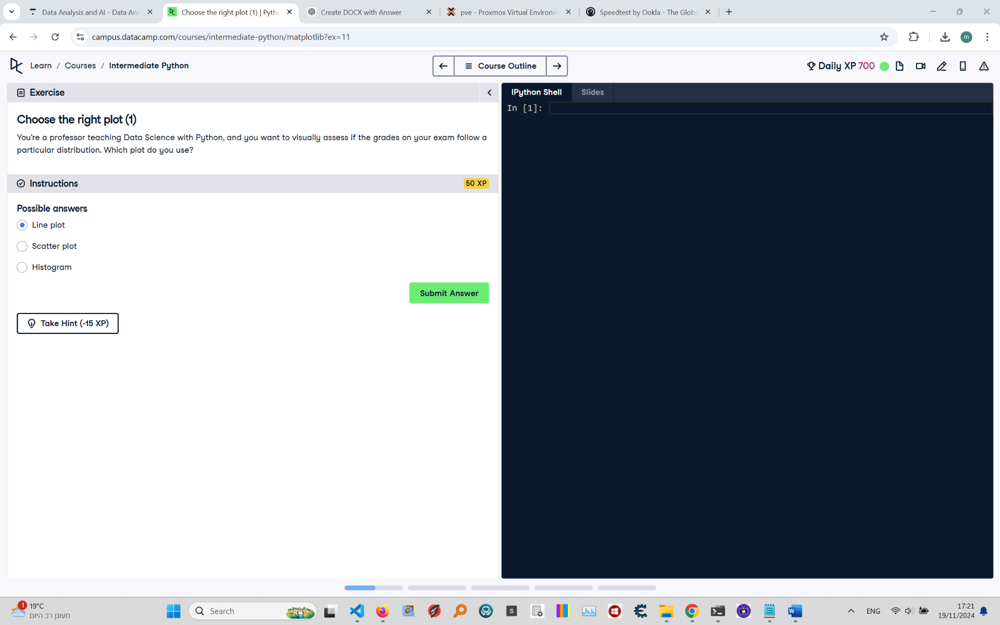 Data Analysis and AI - Data Ana
Choose the right plot (1) | Pytho
Create DOCX with Answer
pve - Proxmox Virtual Environm
Speedtest by Ookla - The Globa
campus.datacamp.com/courses/intermediate-python/matplotlib?ex=11
m
Learn / Courses / Intermediate Python
Course Outline
Daily XP 700
Exercise
Choose the right plot (1)
You're a professor teaching Data Science with Python, and you want to visually assess if the grades on your exam follow a
particular distribution. Which plot do you use?
Instructions
50 XP
Possible answers
Line plot
Scatter plot
Histogram
Submit Answer
Take Hint (-15 XP)
IPython Shell
Slides
In [1]:
1
19°C
מעונן רב היום
Search
S
W
ENG
17:21
19/11/2024